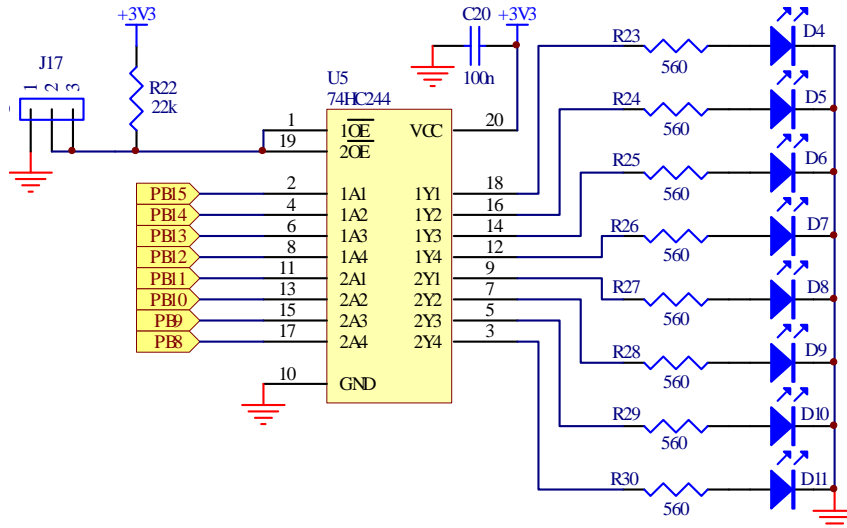 +3V3
C20
+3V3
R23
D4
J17
560
1 2 3
R22
22k
100n
U5
74HC244
R24
D5
560
1
1OE
VCC
20
19
2OE
R25
D6
560
PB15
2
1A1
1Y1
18
PB14
4
1A2
1Y2
16
PB13
6
1A3
1Y3
14
PB12
8
1A4
1Y4
12
PB11
11
2A1
2Y1
9
PB10
13
2A2
2Y2
7
PB9
15
2A3
2Y3
5
PB8
17
2A4
2Y4
3
10
GND
R26
D7
560
R27
D8
560
R28
D9
560
R29
D10
560
R30
D11
560